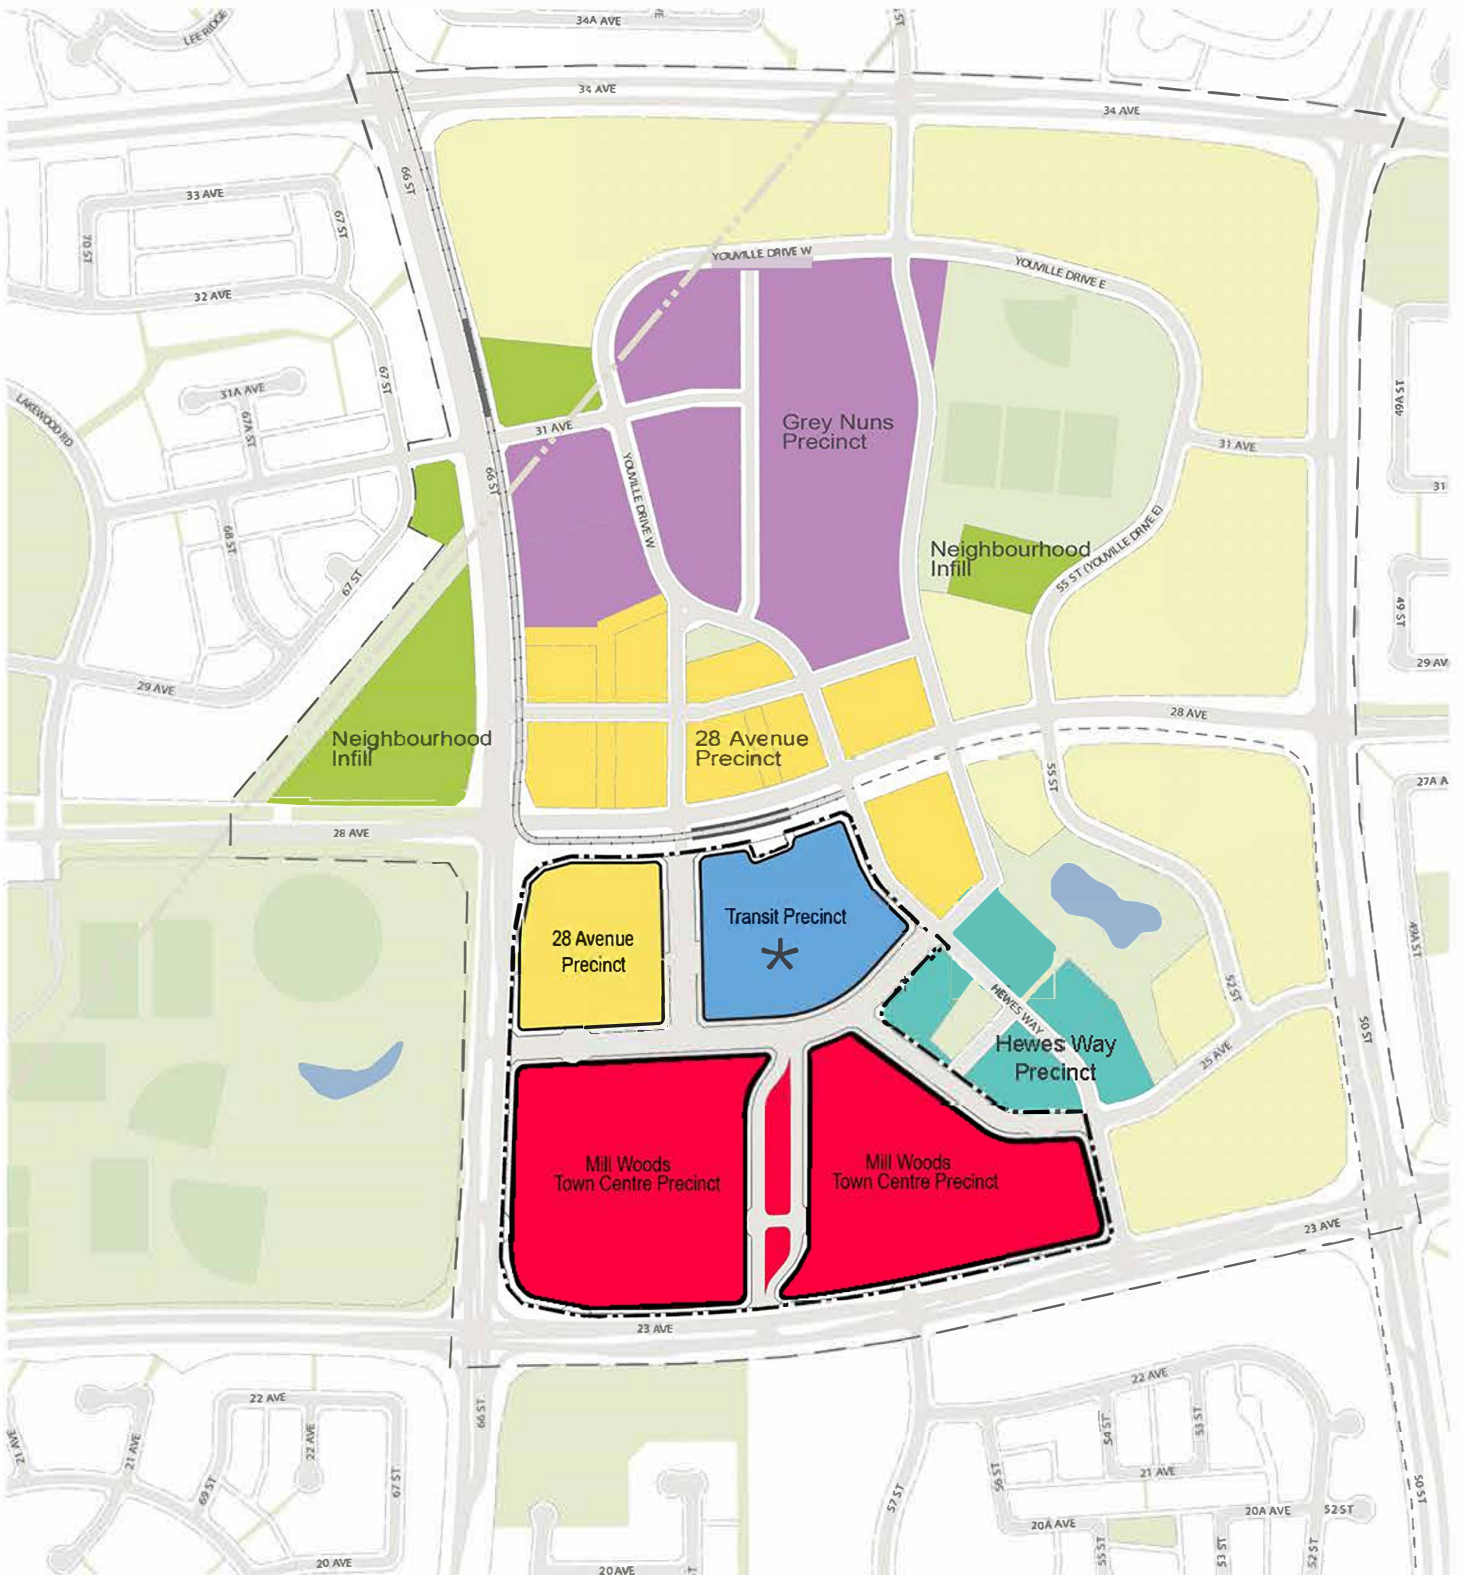 34A AVE
LEE RIDGE
34 AVE
34 AVE
66 ST
33 AVE
67 ST
70 ST
32 AVE
YOUVILLE DRIVE W
YOUVILLE DRIVE E
67 ST
31A AVE
67A ST
LAKEWOOD RD
49A ST
31 AVE
Grey Nuns
Precinct
31 AVE
66 ST
31
YOUVILLE DRIVE W
68 ST
67 ST
55 ST (YOUVILLE DRIVE E)
Neighbourhood
Infill
49 ST
29 AVE
29 AV
28 AVE
Neighbourhood
Infill
28 Avenue
Precinct
55 ST
27A A
28 AVE
Transit Precinct
28 Avenue
Precinct
49A ST
52 ST
HEWES WAY
50 ST
Hewes Way
Precinct
25 AVE
Mill Woods
Town Centre Precinct
Mill Woods
Town Centre Precinct
23 AVE
23 AVE
22 AVE
22 AVE
66 ST
21 AVE
21 AVE
22 AVE
69 ST
67 ST
54 ST
53 ST
56 ST
21 AVE
57 ST
50 ST
20A AVE
20A AVE
52 ST
55 ST
53 ST
52 ST
20 AVE
20 AVE